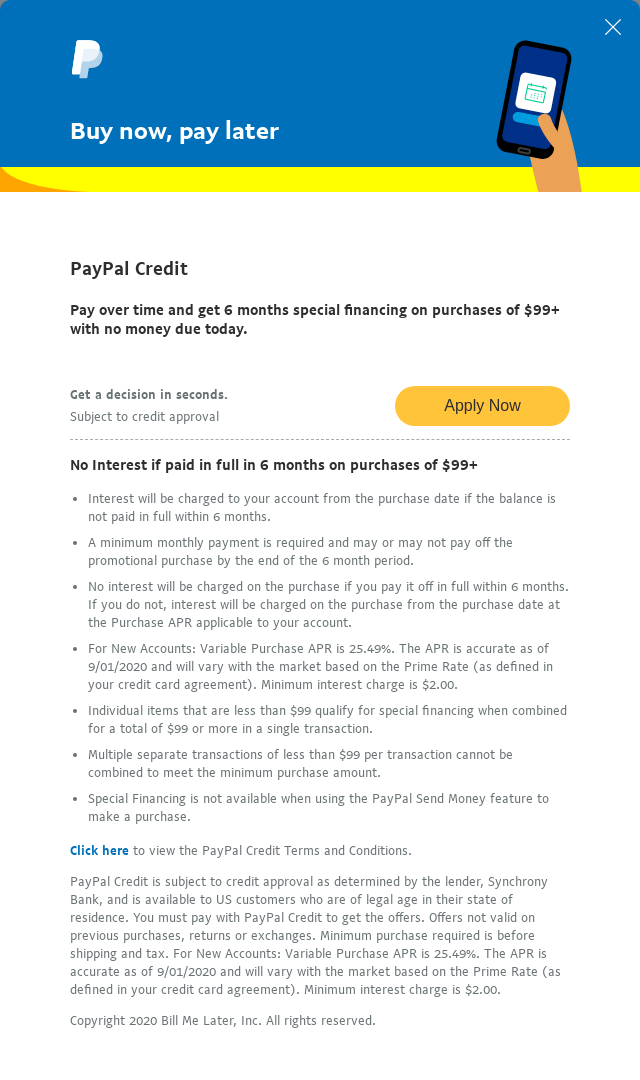 Buy now, pay later
PayPal Credit
Pay over time and get 6 months special financing on purchases of $99+
with no money due today.
Get a decision in seconds.
Subject to credit approval
Apply Now
No Interest if paid in full in 6 months on purchases of $99+
• Interest will be charged to your account from the purchase date if the balance is
not paid in full within 6 months.
• A minimum monthly payment is required and may or may not pay off the
promotional purchase by the end of the 6 month period.
• No interest will be charged on the purchase if you pay it off in full within 6 months.
If you do not, interest will be charged on the purchase from the purchase date at
the Purchase APR applicable to your account.
• For New Accounts: Variable Purchase APR is 25.49%. The APR is accurate as of
9/01/2020 and will vary with the market based on the Prime Rate (as defined in
your credit card agreement). Minimum interest charge is $2.00.
• Individual items that are less than $99 qualify for special financing when combined
for a total of $99 or more in a single transaction.
• Multiple separate transactions of less than $99 per transaction cannot be
combined to meet the minimum purchase amount.
• Special Financing is not available when using the PayPal Send Money feature to
make a purchase.
Click here to view the PayPal Credit Terms and Conditions.
PayPal Credit is subject to credit approval as determined by the lender, Synchrony
Bank, and is available to US customers who are of legal age in their state of
residence. You must pay with PayPal Credit to get the offers. Offers not valid on
previous purchases, returns or exchanges. Minimum purchase required is before
shipping and tax. For New Accounts: Variable Purchase APR is 25.49%. The APR is
accurate as of 9/01/2020 and will vary with the market based on the Prime Rate (as
defined in your credit card agreement). Minimum interest charge is $2.00.
Copyright 2020 Bill Me Later, Inc. All rights reserved.